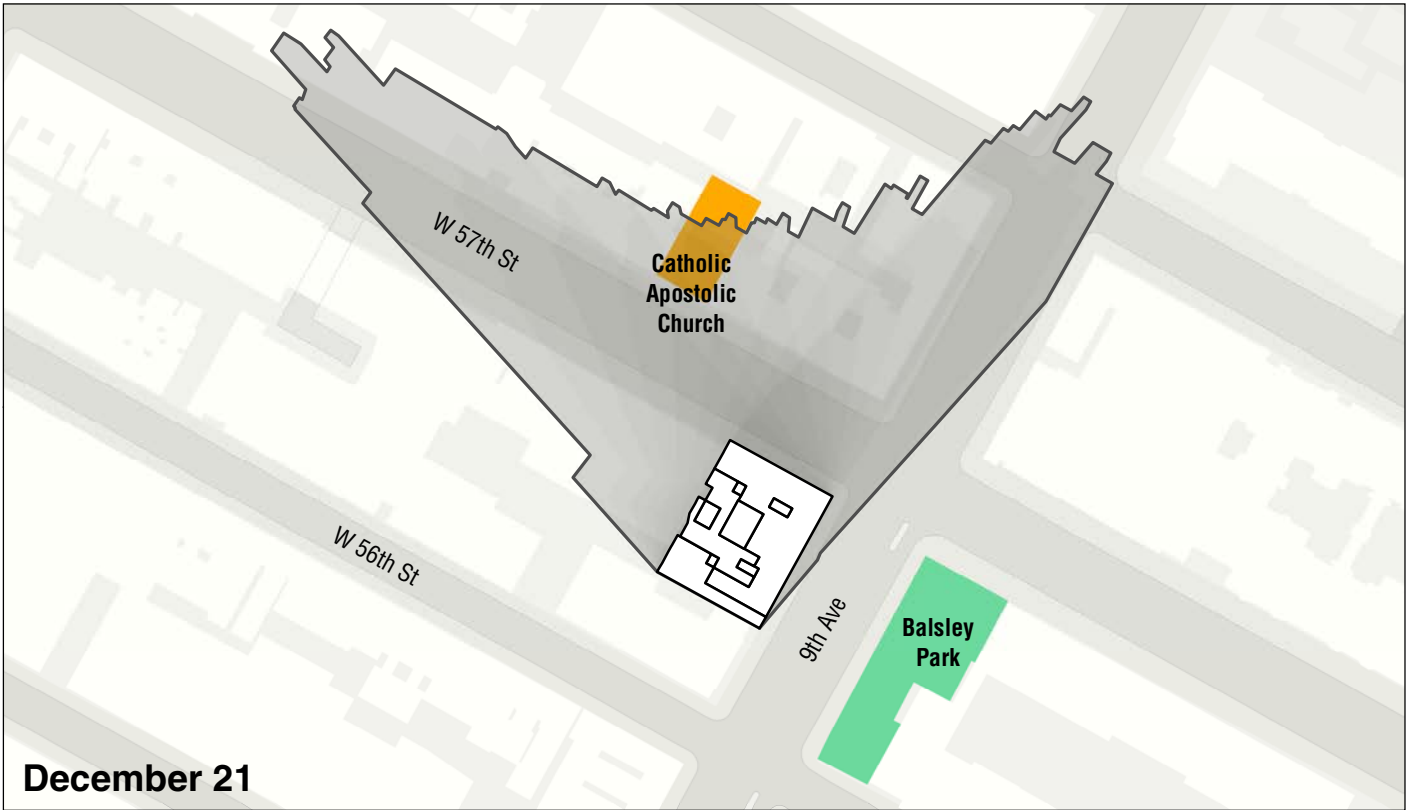 W 57th St
Catholic
Apostolic
Church
W 56th St
9th Ave
Balsley
Park
December 21